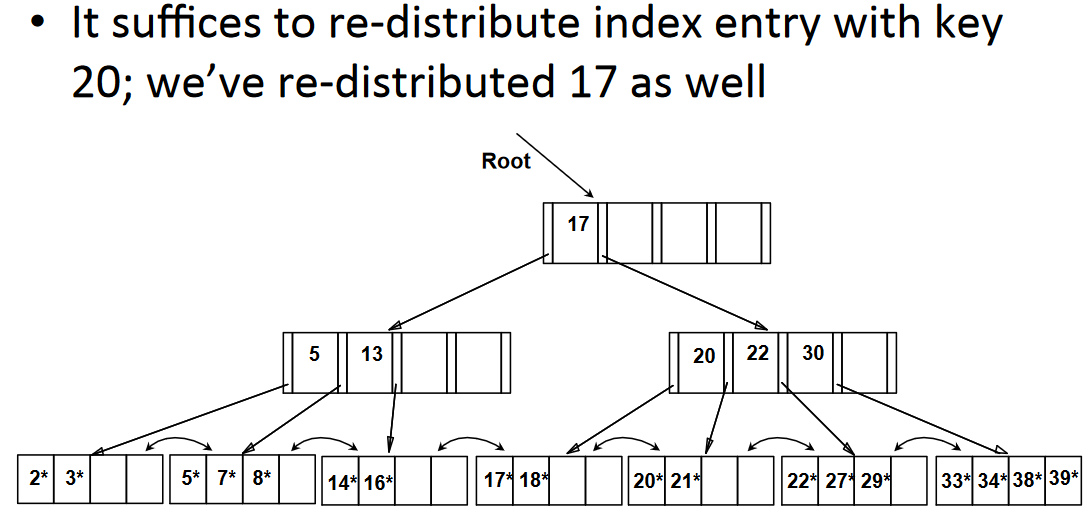 • It suffices to re-distribute index entry with key
20; we’ve re-distributed 17 as well
Root
17
5 13
20 22 30
2* 3*
5* 7* 8*
14* 16*
17* 18*
20* 21*
22* 27* 29*
33* 34* 38* 39*